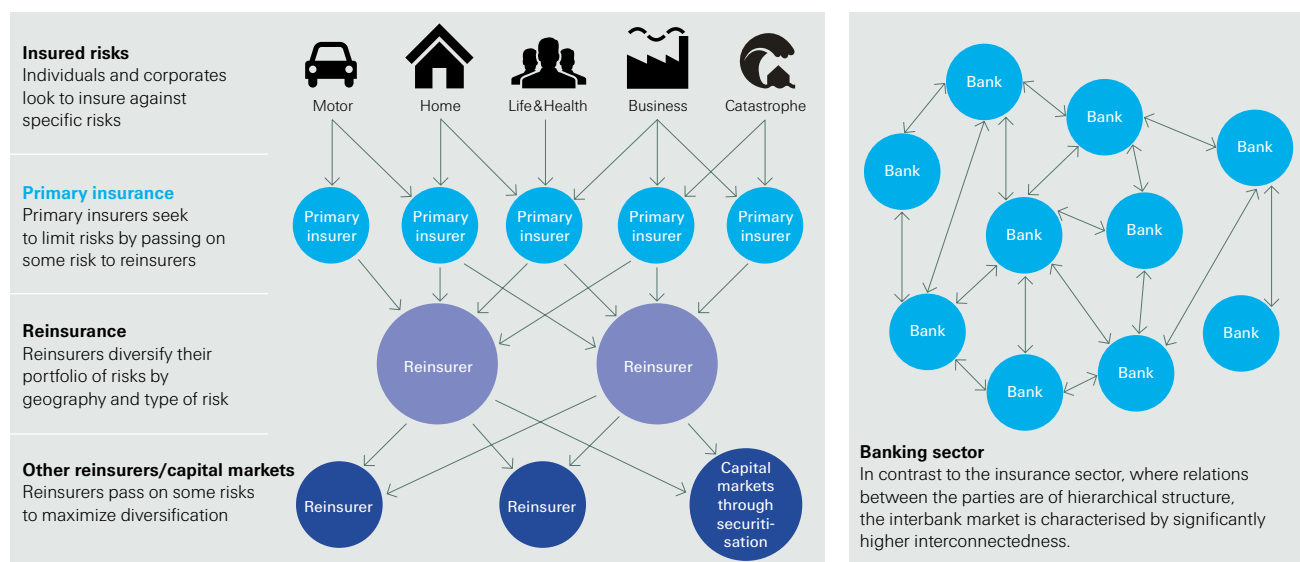 Insured risks
Individuals and corporates
look to insure against
specific risks
Motor
Home
Life&Health
Business
Catastrophe
Primary insurance
Primary insurers seek
to limit risks by passing on
some risk to reinsurers
Primary
insurer
Primary
insurer
Primary
insurer
Primary
insurer
Primary
insurer
Reinsurance
Reinsurers diversify their
portfolio of risks by
geography and type of risk
Reinsurer
Reinsurer
Other reinsurers/capital markets
Reinsurers pass on some risks
to maximize diversification
Reinsurer
Reinsurer
Capital
markets
through
securiti-
sation
Bank
Bank
Bank
Bank
Bank
Bank
Bank
Bank
Bank
Bank
Banking sector
In contrast to the insurance sector, where relations
between the parties are of hierarchical structure,
the interbank market is characterised by significantly
higher interconnectedness.